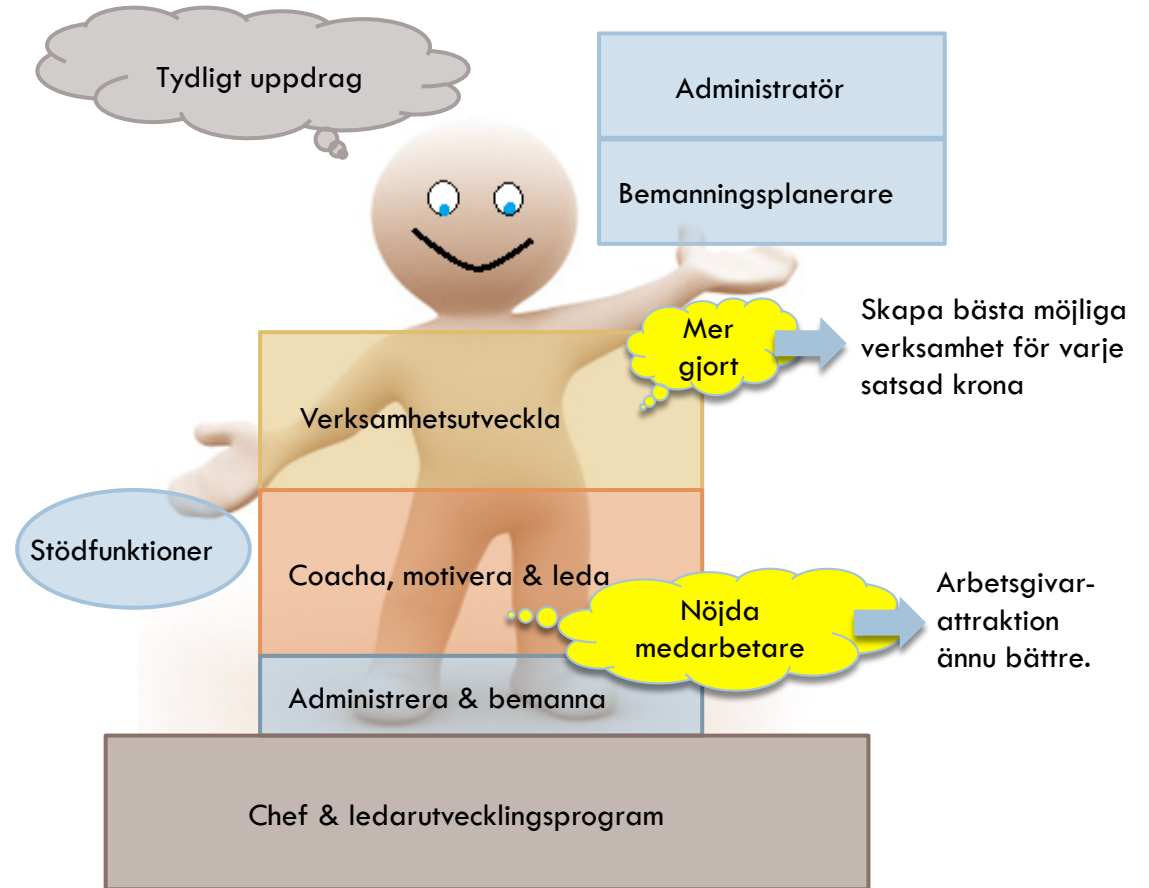 Tydligt uppdrag
Administratör
Bemanningsplanerare
Mer
gjort
Skapa bästa möjliga
verksamhet för varje
satsad krona
Verksamhetsutveckla
Stödfunktioner
Coacha, motivera & leda
Nöjda
medarbetare
Arbetsgivar-
attraktion
ännu bättre.
Administrera & bemanna
Chef & ledarutvecklingsprogram